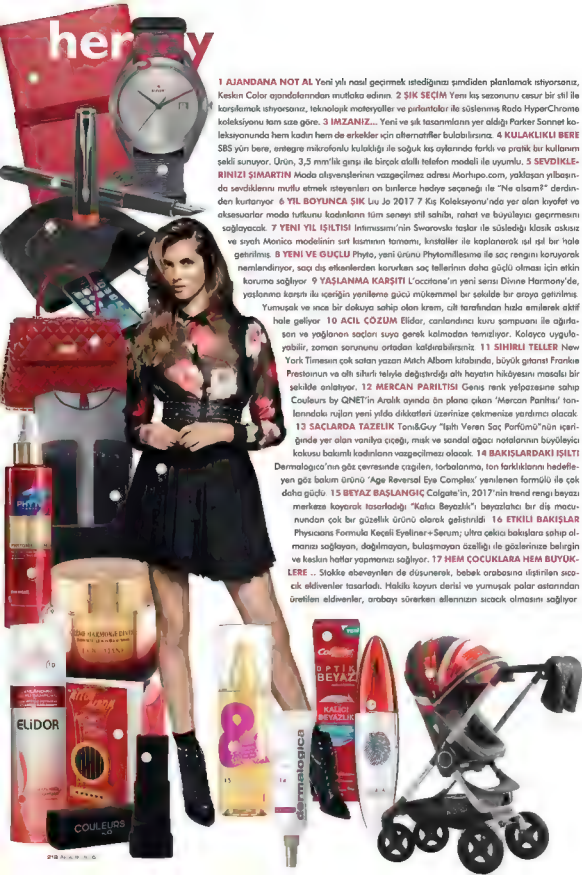 her şey
1 AJANDANA NOT AL Yeni yılı nasıl geçirmek istediğinizi şimdiden planlamak istiyorsanız,
Keskin Color ajandalarından mutlaka edinin. 2 ŞIK SEÇİM Yeni kış sezonunu cesur bir stil ile
karşılamak istiyorsanız, teknolojik materyaller ve pırlantalar ile süslenmiş Rado HyperChrome
koleksiyonu tam size göre. 3 İMZANIZ... Yeni ve şık tasarımların yer aldığı Parker Sonnet ko-
leksiyonunda hem kadın hem de erkekler için alternatifler bulabilirsiniz. 4 KULAKLIKLI BERE
SBS yün bere, entegre mikrofonlu kulaklığı ile soğuk kış aylarında farklı ve pratik bir kullanım
şekli sunuyor. Ürün, 3,5 mm'lik girişi ile birçok akıllı telefon modeli ile uyumlu. 5 SEVDİKLE-
RİNİZİ ŞIMARTIN Moda alışverişlerinin vazgeçilmez adresi Morhipo.com, yaklaşan yılbaşın-
da sevdiklerini mutlu etmek isteyenleri on binlerce hediye seçeneği ile "Ne alsam?" derdin-
den kurtarıyor 6 YIL BOYUNCA ŞIK Liu Jo 2017 7 Kış Koleksiyonu'nda yer alan kıyafet ve
aksesuarlar moda tutkunu kadınların tüm seneyi stil sahibi, rahat ve büyüleyici geçirmesini
sağlayacak. 7 YENİ YIL IŞILTISI Intimissimi'nin Swarovski taşlar ile süslediği klasik askısız
ve siyah Monica modelinin sırt kısmının tamamı, kristaller ile kaplanarak ışıl ışıl bir hale
getirilmiş. 8 YENİ VE GÜÇLÜ Phyto, yeni ürünü Phytomillesime ile saç rengini koruyarak
nemlendiriyor, saçı dış etkenlerden korurken saç tellerinin daha güçlü olması için etkin
koruma sağlıyor 9 YAŞLANMA KARŞITI L'occitane'ın yeni serisi Divine Harmony'de,
yaşlanma karşıtı iki içeriğin yenileme gücü mükemmel bir şekilde bir araya getirilmiş.
Yumuşak ve ince bir dokuya sahip olan krem, cilt tarafından hızla emilerek aktif
hale geliyor 10 ACİL ÇÖZÜM Elidor, canlandırıcı kuru şampuanı ile ağırla-
şan ve yağlanan saçları suya gerek kalmadan temizliyor. Kolayca uygula-
yabilir, zaman sorununu ortadan kaldırabilirsiniz 11 SİHİRLİ TELLER New
York Timesın çok satan yazarı Mitch Albom kitabında, büyük gitarist Frankie
Presto'nun ve altı sihirli teliyle değiştirdiği altı hayatın hikâyesini masalsı bir
şekilde anlatıyor. 12 MERCAN PARILTISI Geniş renk yelpazesine sahip
Couleurs by QNET'in Aralık ayında ön plana çıkan 'Mercan Parıltısı' ton-
larındaki rujları yeni yılda dikkatleri üzerinize çekmenize yardımcı olacak
13 SAÇLARDA TAZELİK Toni&Guy "Işıltı Veren Saç Parfümü"nün içeri-
ğinde yer alan vanilya çiçeği, misk ve sandal ağacı notalarının büyüleyici
kokusu bakımlı kadınların vazgeçilmezi olacak. 14 BAKIŞLARDAKİ IŞILTI
Dermalogica'nın göz çevresinde çizgileri, torbalanma, ton farklılıklarını hedefle-
yen göz bakım ürünü 'Age Reversal Eye Complex' yenilenen formülü ile çok
daha güçlü 15 BEYAZ BAŞLANGIÇ Colgate'in, 2017'nin trend rengi beyazı
merkeze koyarak tasarladığı "Kalıcı Beyazlık"ı beyazlatıcı bir diş macu-
nundan çok bir güzellik ürünü olarak geliştirildi 16 ETKİLİ BAKIŞLAR
Physicians Formula Keçeli Eyeliner+Serum; ultra çekici bakışlara sahip ol-
manızı sağlayan, dağılmayan, bulaşmayan özelliği ile gözlerinize belirgin
ve keskin hatlar yapmanızı sağlıyor. 17 HEM ÇOCUKLARA HEM BÜYÜK-
LERE .. Stokke ebeveynleri de düşünerek, bebek arabasına iliştirilen sıca-
cık eldivenler tasarladı. Hakiki koyun derisi ve yumuşak polar astarından
üretilen eldivenler, arabayı sürerken ellerinizin sıcacık olmasını sağlıyor
PHYTO
ELiDOR
COULEURS
8
dermalogica
Colgate
OPTİK
BEYAZ
KALICI
BEYAZLIK
218